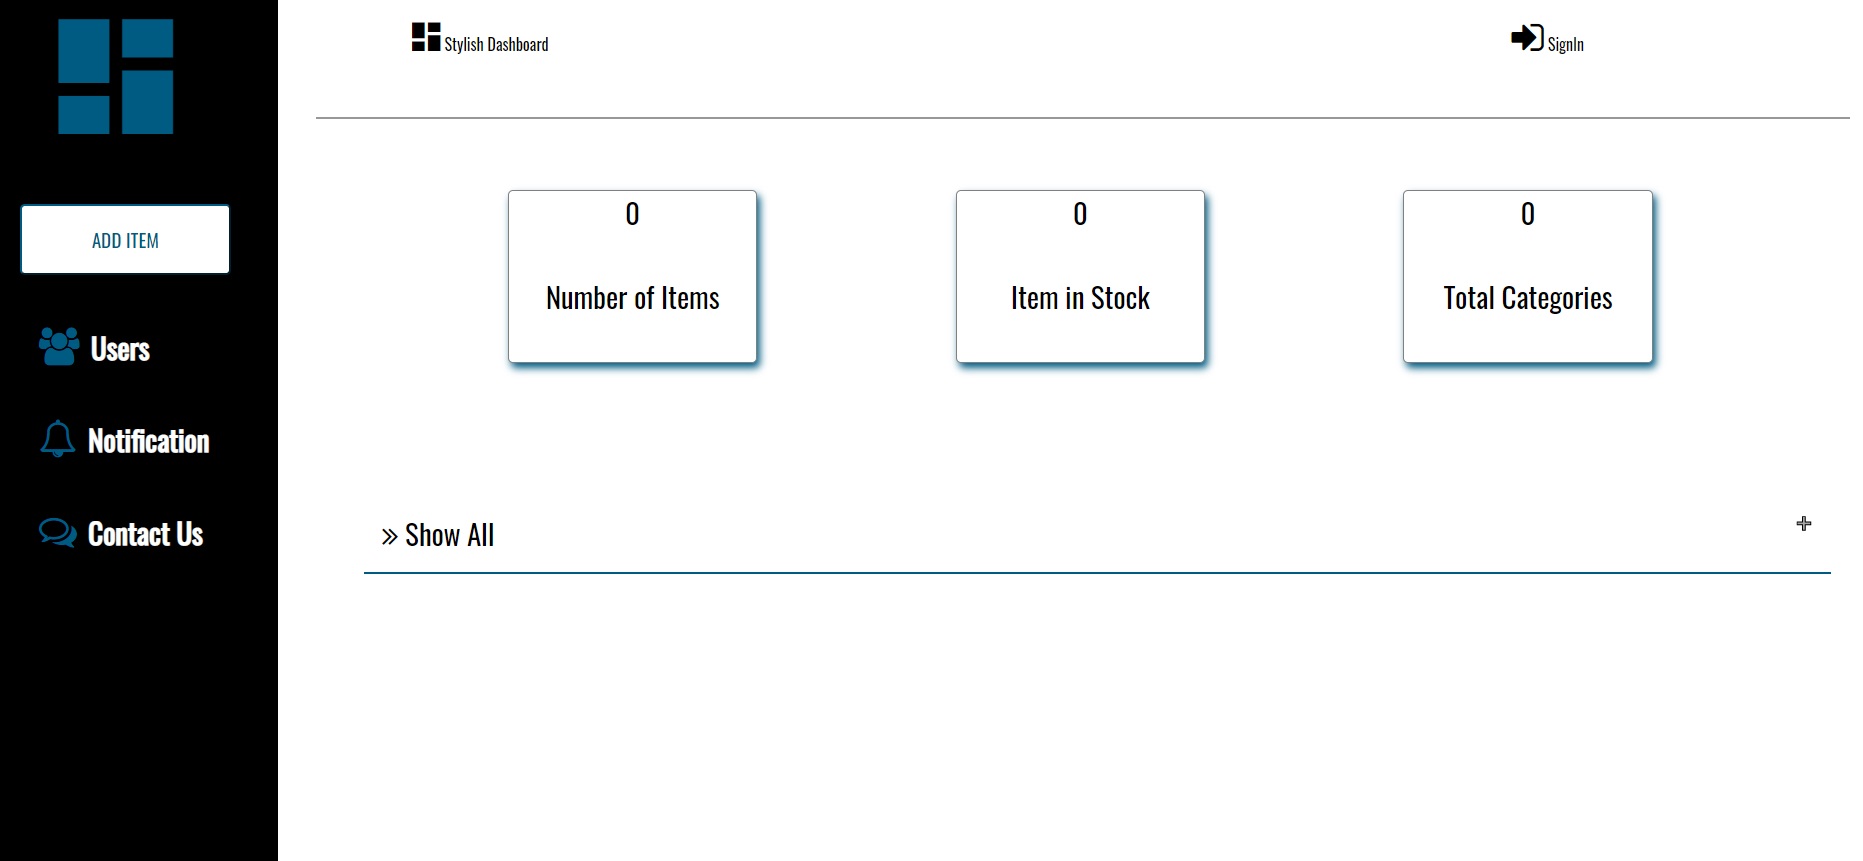 Stylish Dashboard
SignIn
ADD ITEM
Users
Notification
Contact Us
0
Number of Items
0
Item in Stock
0
Total Categories
» Show All